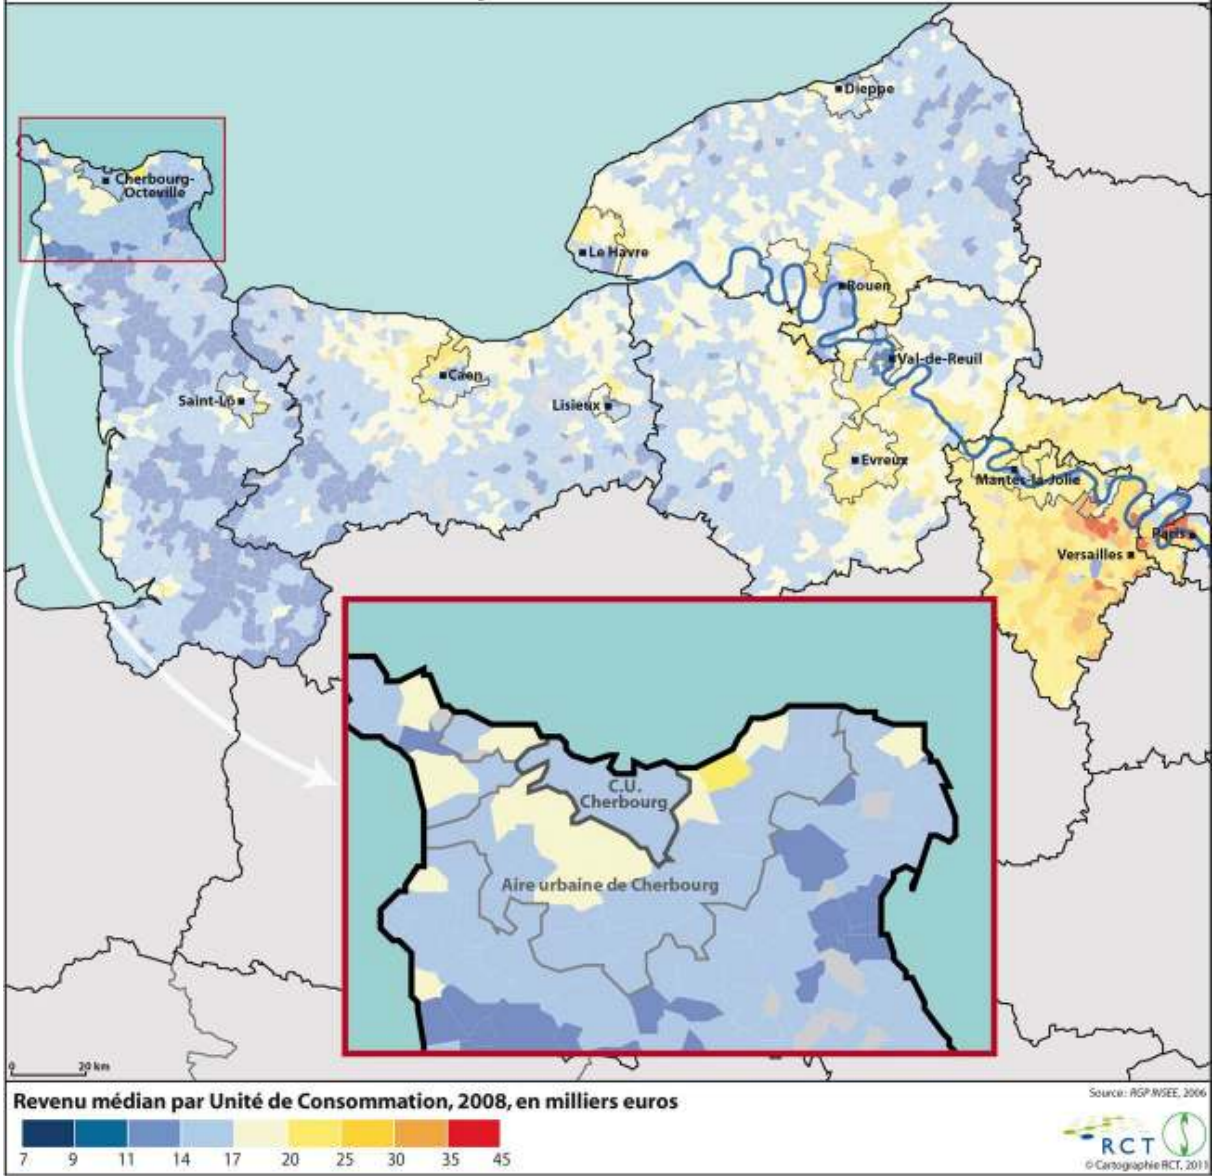 Dieppe
Cherbourg-
Octeville
Le Havre
Rouen
Val-de-Reuil
Caen
Saint-Lô
Lisieux
Evreux
Mantes-la-Jolie
Paris
Versailles
C.U.
Cherbourg
Aire urbaine de Cherbourg
0 20 km
Revenu médian par Unité de Consommation, 2008, en milliers euros
Source: RGP INSEE, 2006
7 9 11 14 17 20 25 30 35 45
RCT
© Cartographie RCT, 2011